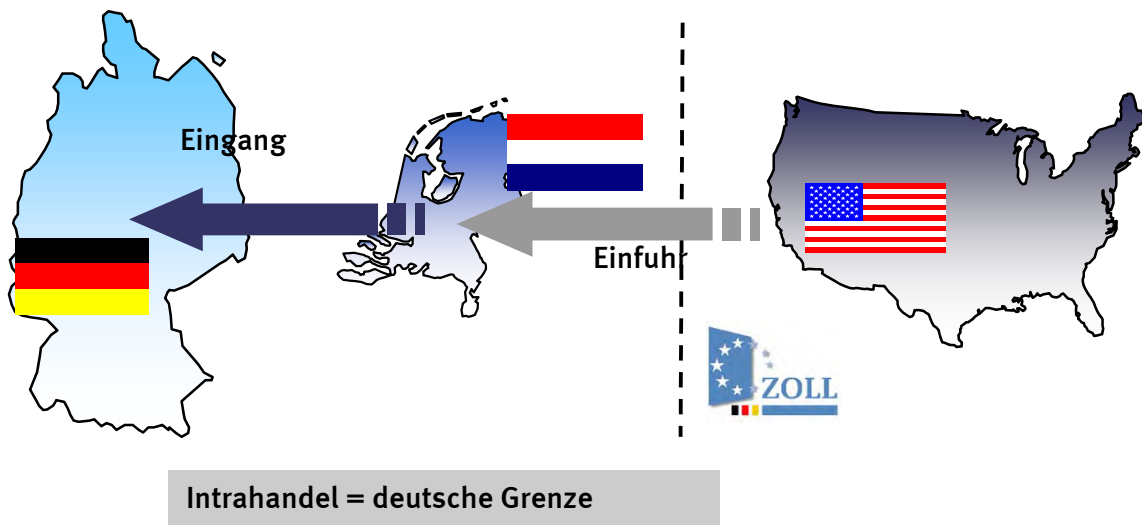 Eingang
Einfuhr
ZOLL
Intrahandel = deutsche Grenze